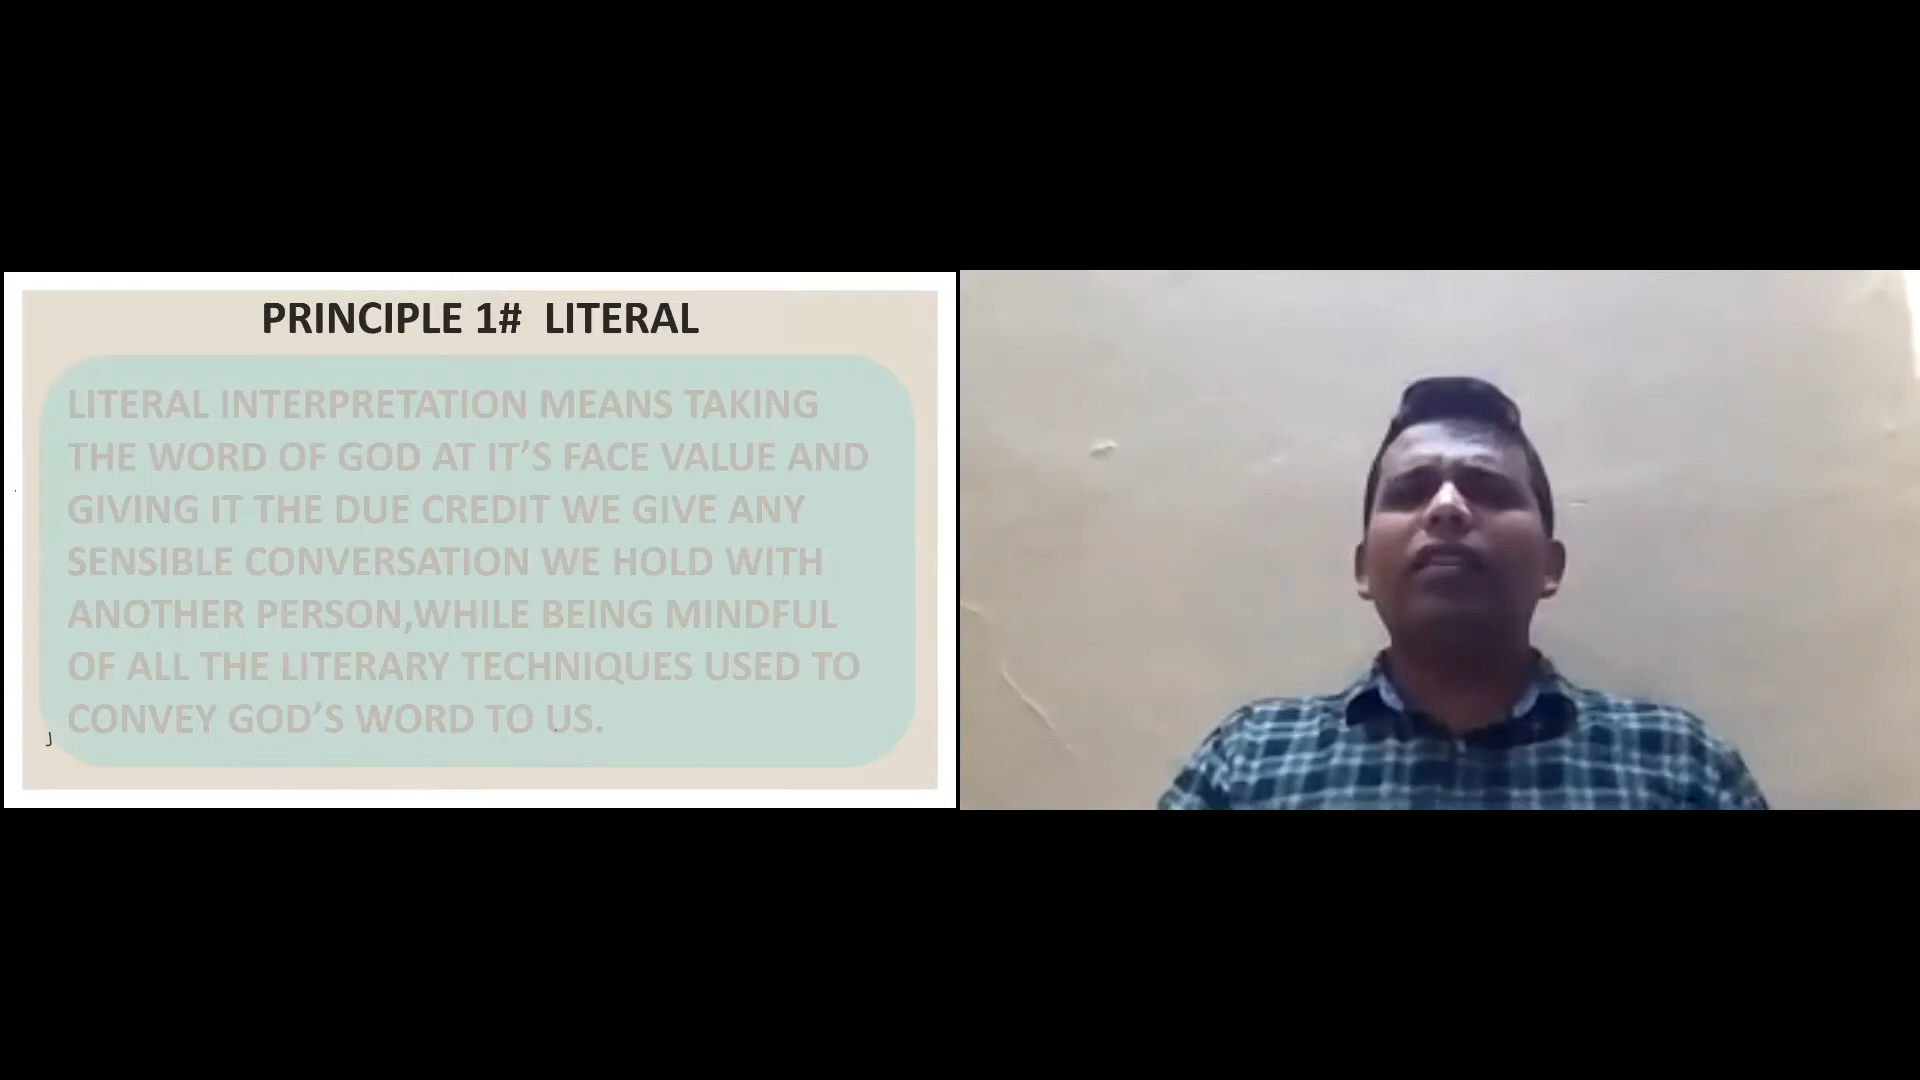 PRINCIPLE 1# LITERAL
LITERAL INTERPRETATION MEANS TAKING
THE WORD OF GOD AT IT’S FACE VALUE AND
GIVING IT THE DUE CREDIT WE GIVE ANY
SENSIBLE CONVERSATION WE HOLD WITH
ANOTHER PERSON,WHILE BEING MINDFUL
OF ALL THE LITERARY TECHNIQUES USED TO
CONVEY GOD’S WORD TO US.